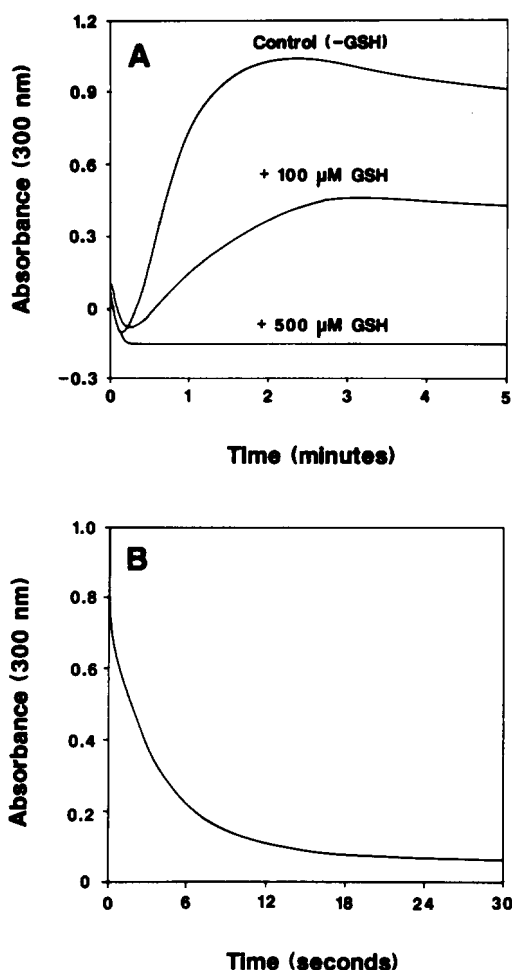 A
Control (-GSH)
+ 100 µM GSH
+ 500 µM GSH
Absorbance (300 nm)
1.2
0.9
0.6
0.3
0
-0.3
0 1 2 3 4 5
Time (minutes)
B
Absorbance (300 nm)
1.0
0.8
0.6
0.4
0.2
0
0 6 12 18 24 30
Time (seconds)